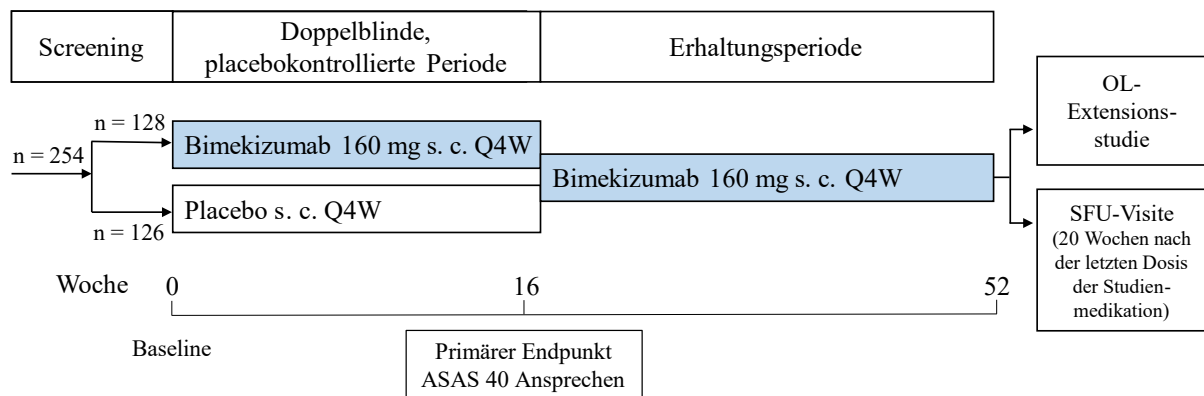 Screening
Doppelblinde,
placebokontrollierte Periode
Erhaltungsperiode
n = 254
n = 128
Bimekizumab 160 mg s. c. Q4W
Placebo s. c. Q4W
n = 126
Bimekizumab 160 mg s. c. Q4W
OL-
Extensions-
studie
SFU-Visite
(20 Wochen nach
der letzten Dosis
der Studien-
medikation)
Woche 0 16 52
Baseline
Primärer Endpunkt
ASAS 40 Ansprechen